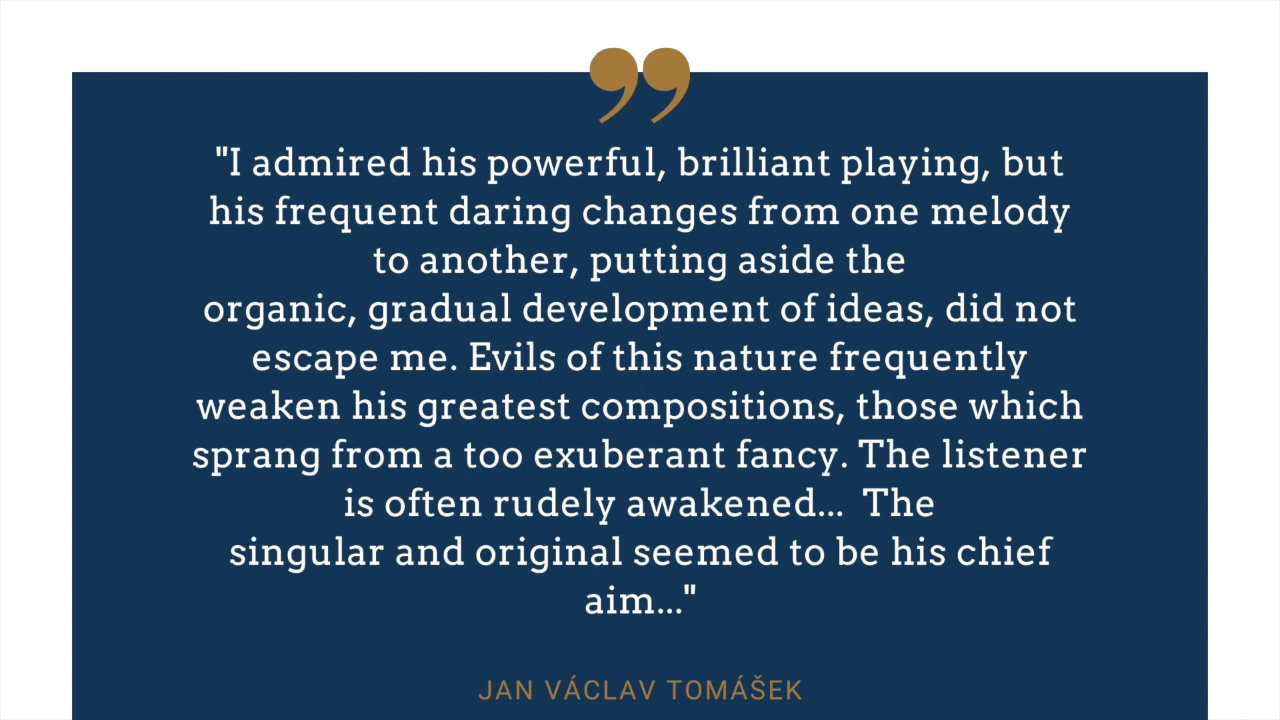 "I admired his powerful, brilliant playing, but
his frequent daring changes from one melody
to another, putting aside the
organic, gradual development of ideas, did not
escape me. Evils of this nature frequently
weaken his greatest compositions, those which
sprang from a too exuberant fancy. The listener
is often rudely awakened... The
singular and original seemed to be his chief
aim..."
JAN VÁCLAV TOMÁŠEK